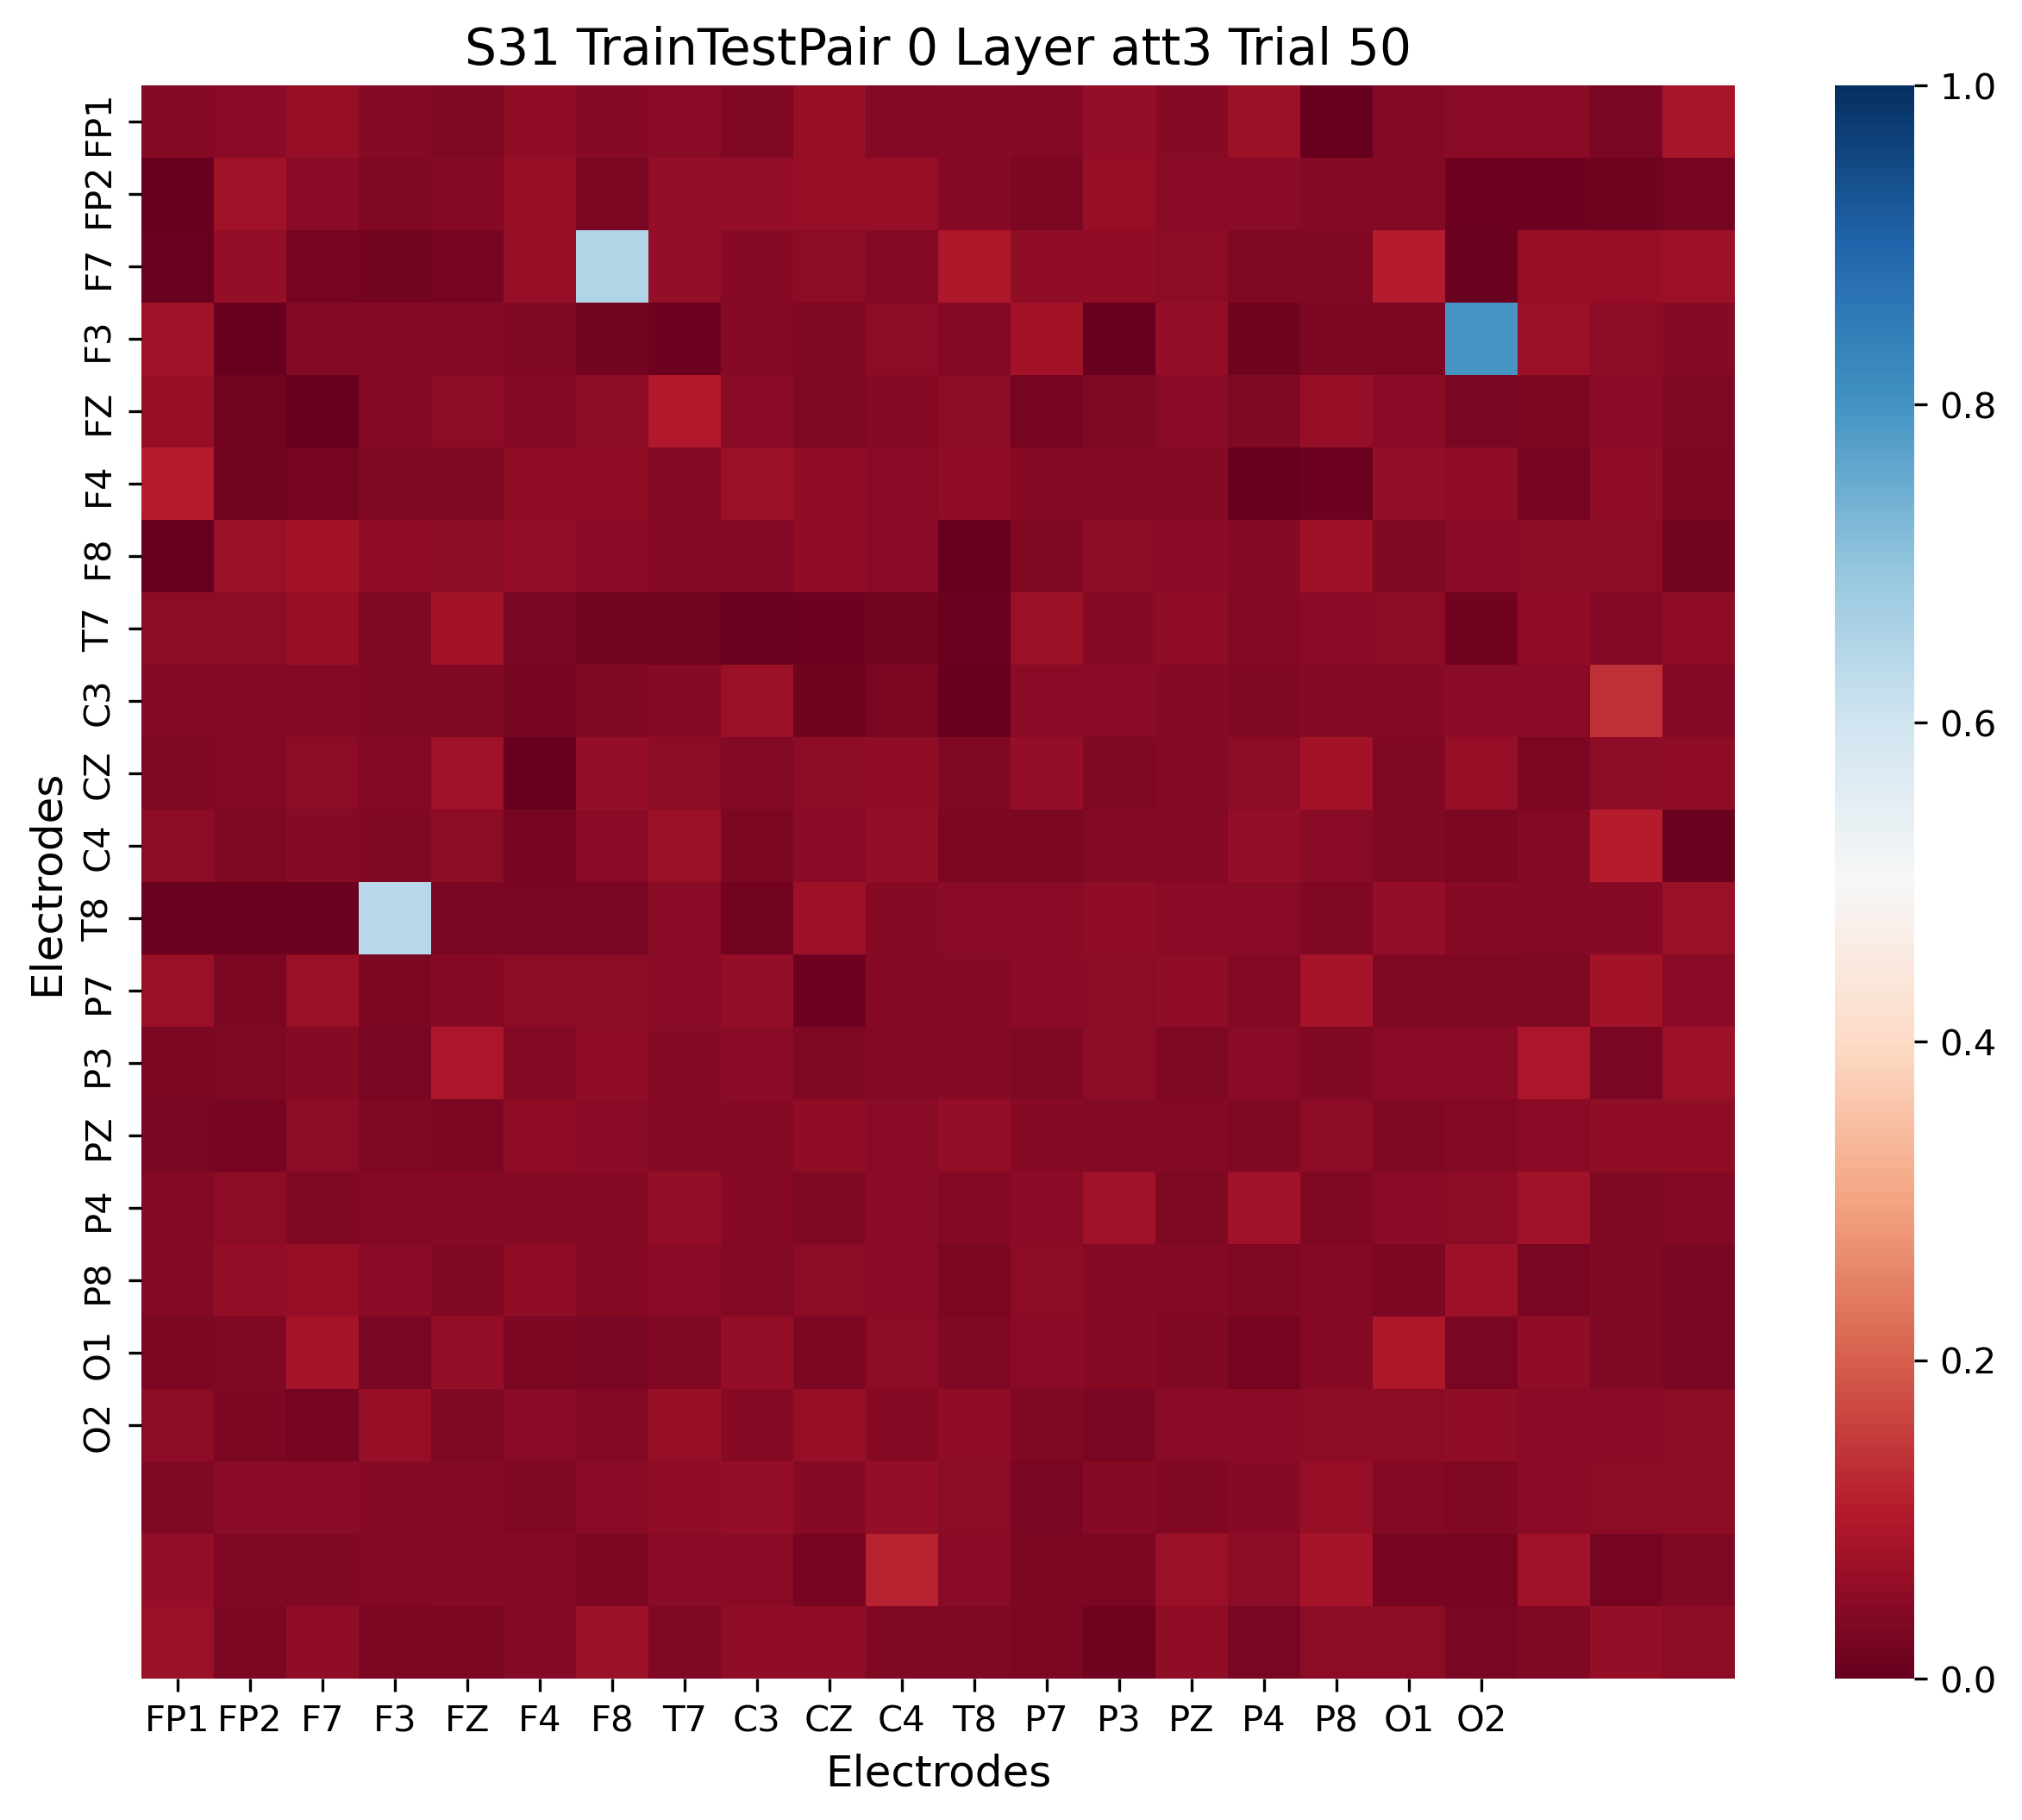 S31 TrainTestPair 0 Layer att3 Trial 50
Electrodes
FP1
FP2
F7
F3
FZ
F4
F8
T7
C3
CZ
C4
T8
P7
P3
PZ
P4
P8
O1
O2
FP1 FP2 F7 F3 FZ F4 F8 T7 C3 CZ C4 T8 P7 P3 PZ P4 P8 O1 O2
Electrodes
1.0
0.8
0.6
0.4
0.2
0.0